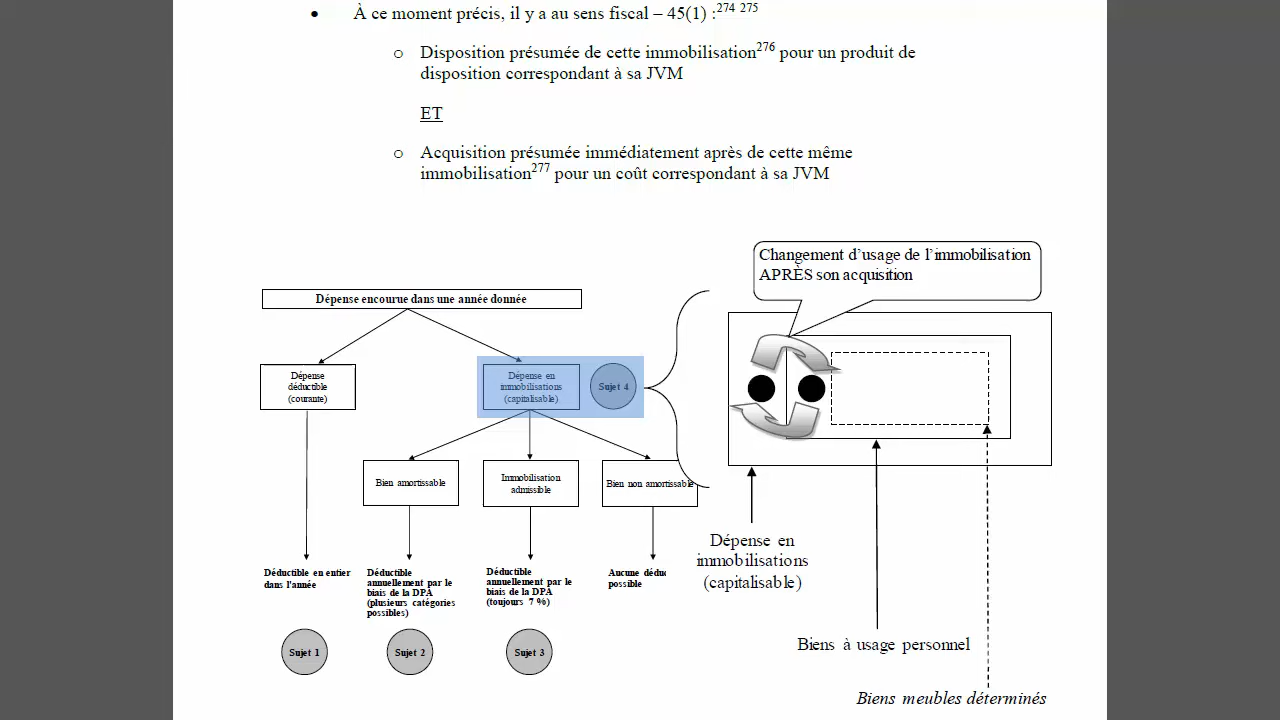 • À ce moment précis, il y a au sens fiscal – 45(1) :274 275
o Disposition présumée de cette immobilisation276 pour un produit de
disposition correspondant à sa JVM
ET
o Acquisition présumée immédiatement après de cette même
immobilisation277 pour un coût correspondant à sa JVM
Changement d'usage de l'immobilisation
APRÈS son acquisition
Dépense encourue dans une année donnée
Dépense
déductible
(courante)
Dépense en
immobilisations
(capitalisable)
Sujet 4
Bien amortissable
Immobilisation
admissible
Bien non amortissable
Déductible en entier
dans l'année
Déductible
annuellement par le
biais de la DPA
(plusieurs catégories
possibles)
Déductible
annuellement par le
biais de la DPA
(toujours 7 %)
Aucune déduc
possible
Sujet 1
Sujet 2
Sujet 3
Dépense en
immobilisations
(capitalisable)
Biens à usage personnel
Biens meubles déterminés